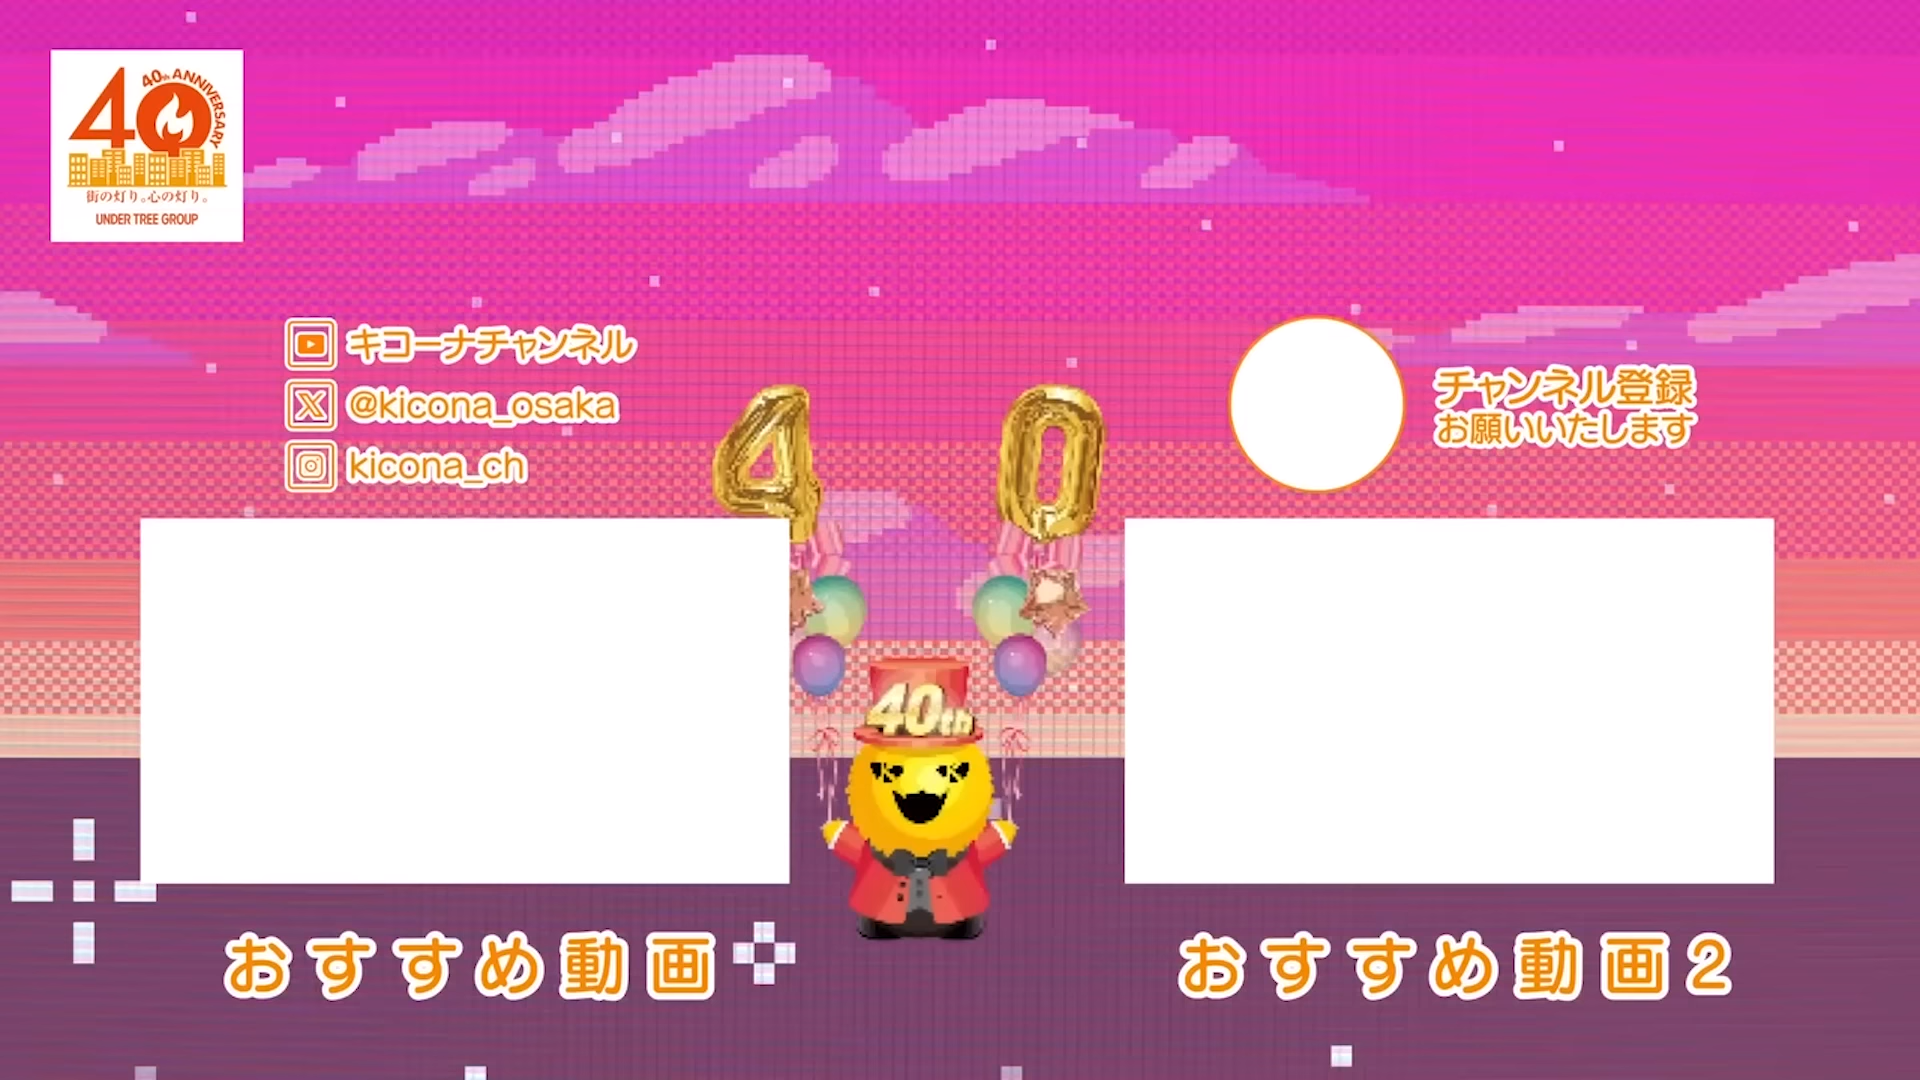 40
40th ANNIVERSARY
街の灯り。心の灯り。
UNDER TREE GROUP
キコーナチャンネル
@kicona_osaka
kicona_ch
チャンネル登録
お願いいたします
40
40th
おすすめ動画
おすすめ動画2